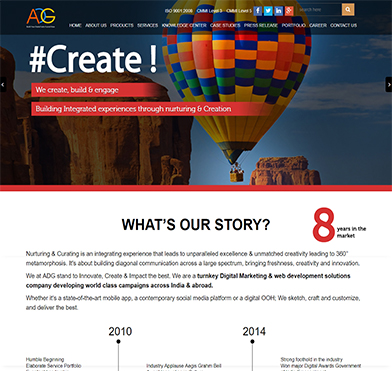 ADG
ISO 9001:2008 CMMI Level 3 CMMI Level 3 search here
HOME ABOUT US PRODUCTS SERVICES KNOWLEDGE CENTER CASE STUDIES PRESS RELEASE PORTFOLIO CAREER CONTACT US
#Create !
We create, build & engage
Building Integrated experiences through nurturing & Creation
WHAT'S OUR STORY?
8 years in the
market
Nurturing & Curating is an integrating experience that leads to unparalleled excellence & unmatched creativity leading to 360°
metamorphosis. It's about building diagonal communication across a large spectrum, bringing freshness, creativity and innovation.
We at ADG stand to Innovate, Create & Impact the best. We are a turnkey Digital Marketing & web development solutions
company developing world class campaigns across India & abroad.
Whether it's a state-of-the-art mobile app, a contemporary social media platform or a digital OOH; We sketch, craft and customize,
and deliver the best.
2010 2014
Humble Beginning
Elaborate Service Portfolio
Industry Applause Aegis Graham Bell
Strong foothold in the industry
Won major Digital Awards Government